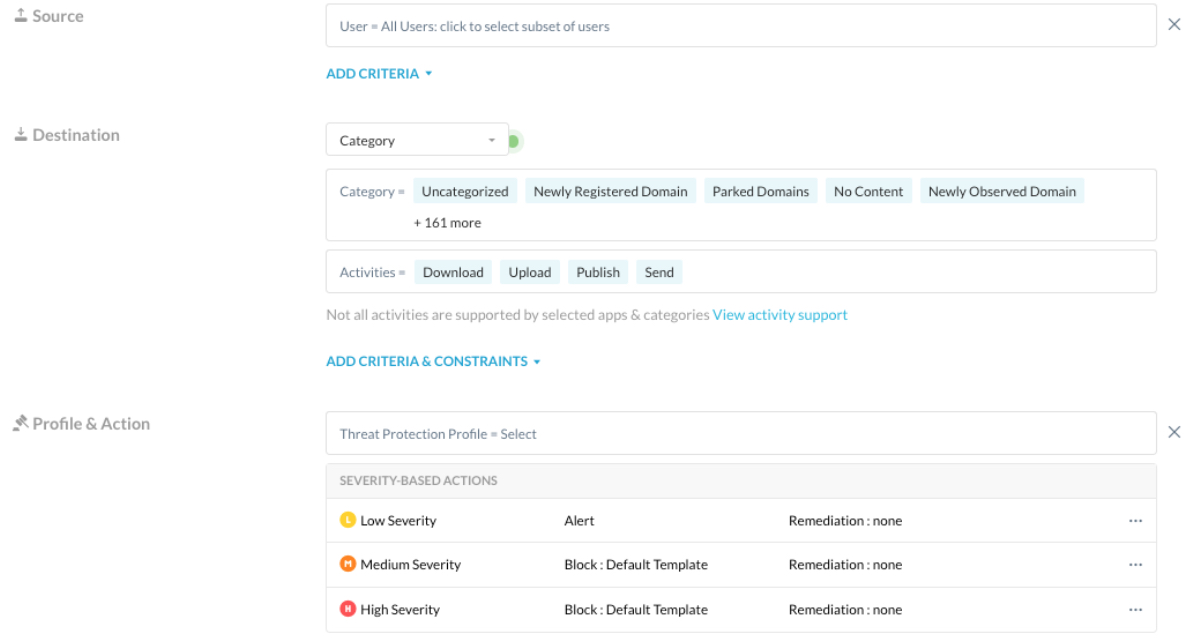 Source
User = All Users: click to select subset of users
ADD CRITERIA
Destination
Category
Category = Uncategorized Newly Registered Domain Parked Domains No Content Newly Observed Domain
+ 161 more
Activities = Download Upload Publish Send
Not all activities are supported by selected apps & categories View activity support
ADD CRITERIA & CONSTRAINTS
Profile & Action
Threat Protection Profile = Select
SEVERITY-BASED ACTIONS
L Low Severity Alert Remediation : none ...
M Medium Severity Block : Default Template Remediation : none ...
H High Severity Block : Default Template Remediation : none ...